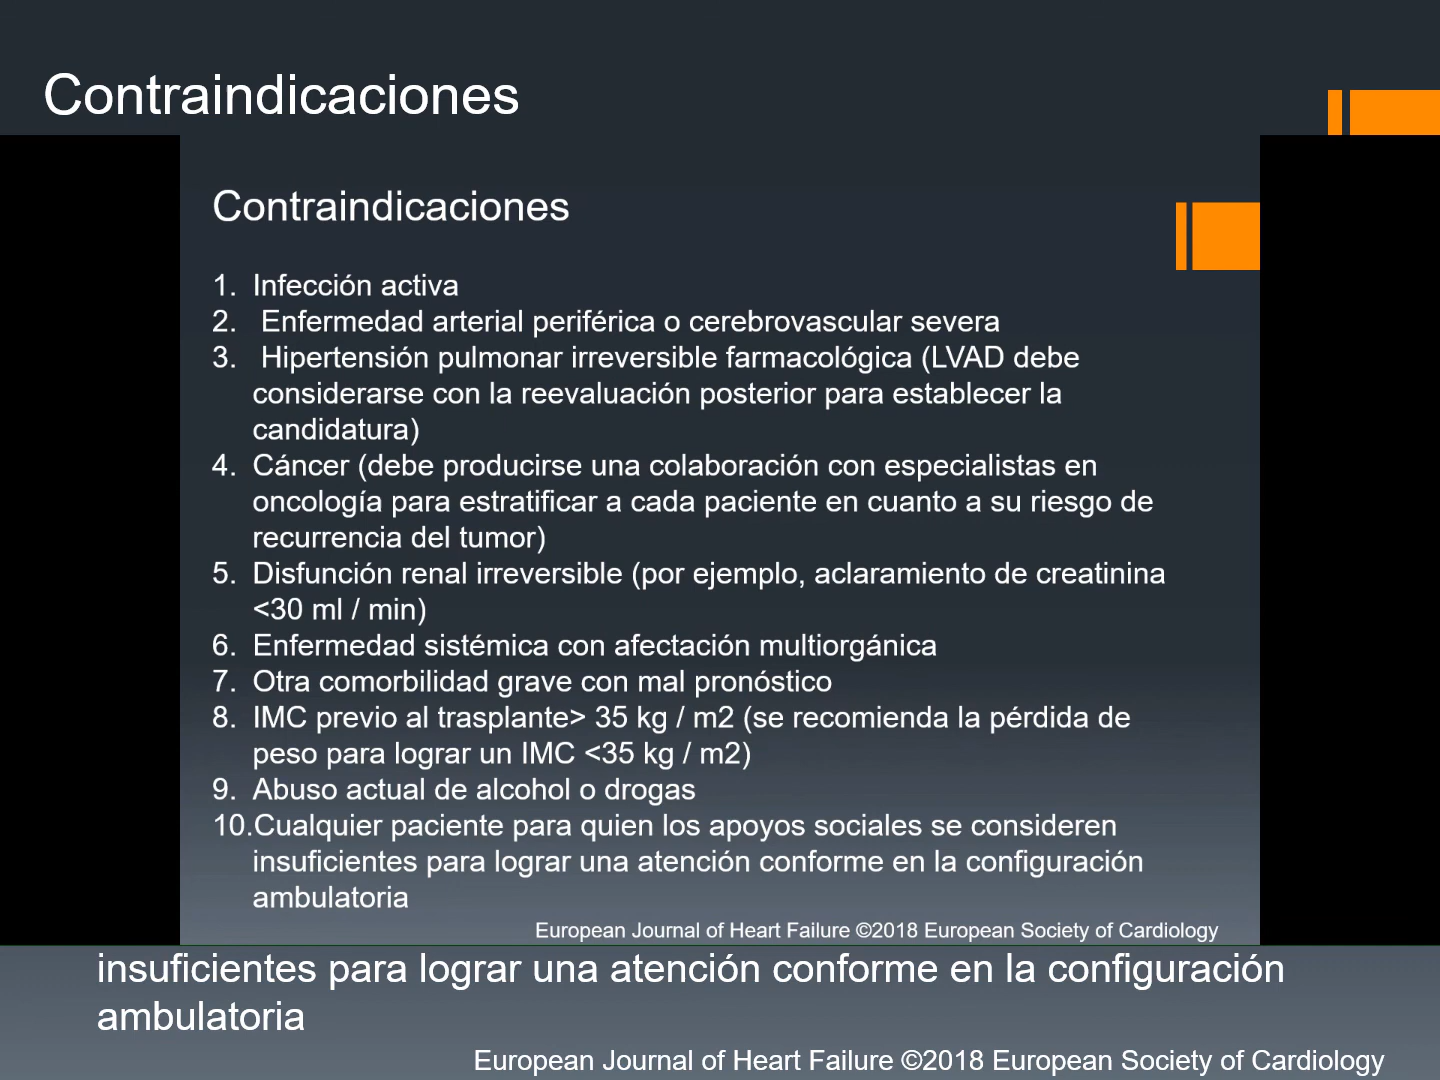 Contraindicaciones
Contraindicaciones
1. Infección activa
2. Enfermedad arterial periférica o cerebrovascular severa
3. Hipertensión pulmonar irreversible farmacológica (LVAD debe
considerarse con la reevaluación posterior para establecer la
candidatura)
4. Cáncer (debe producirse una colaboración con especialistas en
oncología para estratificar a cada paciente en cuanto a su riesgo de
recurrencia del tumor)
5. Disfunción renal irreversible (por ejemplo, aclaramiento de creatinina
<30 ml / min)
6. Enfermedad sistémica con afectación multiorgánica
7. Otra comorbilidad grave con mal pronóstico
8. IMC previo al trasplante> 35 kg / m2 (se recomienda la pérdida de
peso para lograr un IMC <35 kg / m2)
9. Abuso actual de alcohol o drogas
10.Cualquier paciente para quien los apoyos sociales se consideren
insuficientes para lograr una atención conforme en la configuración
ambulatoria
European Journal of Heart Failure ©2018 European Society of Cardiology
insuficientes para lograr una atención conforme en la configuración
ambulatoria
European Journal of Heart Failure ©2018 European Society of Cardiology